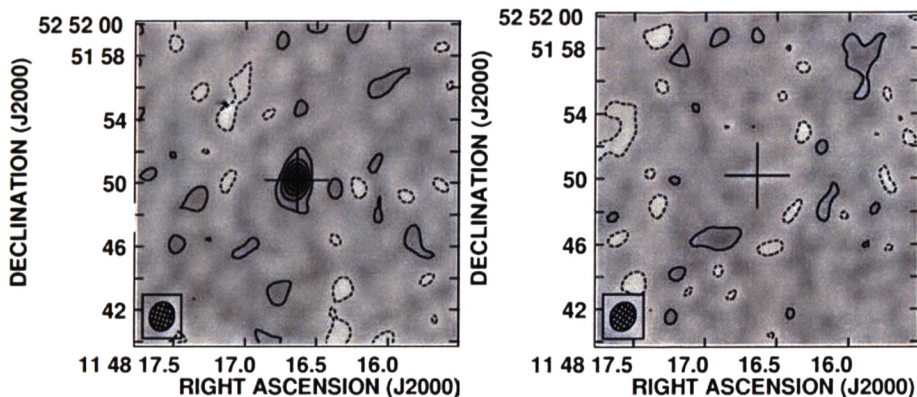 DECLINATION (J2000)
52 52 00
51 58
54
50
46
42
11 48 17.5 17.0 16.5 16.0
RIGHT ASCENSION (J2000)
DECLINATION (J2000)
52 52 00
51 58
54
50
46
42
11 48 17.5 17.0 16.5 16.0
RIGHT ASCENSION (J2000)